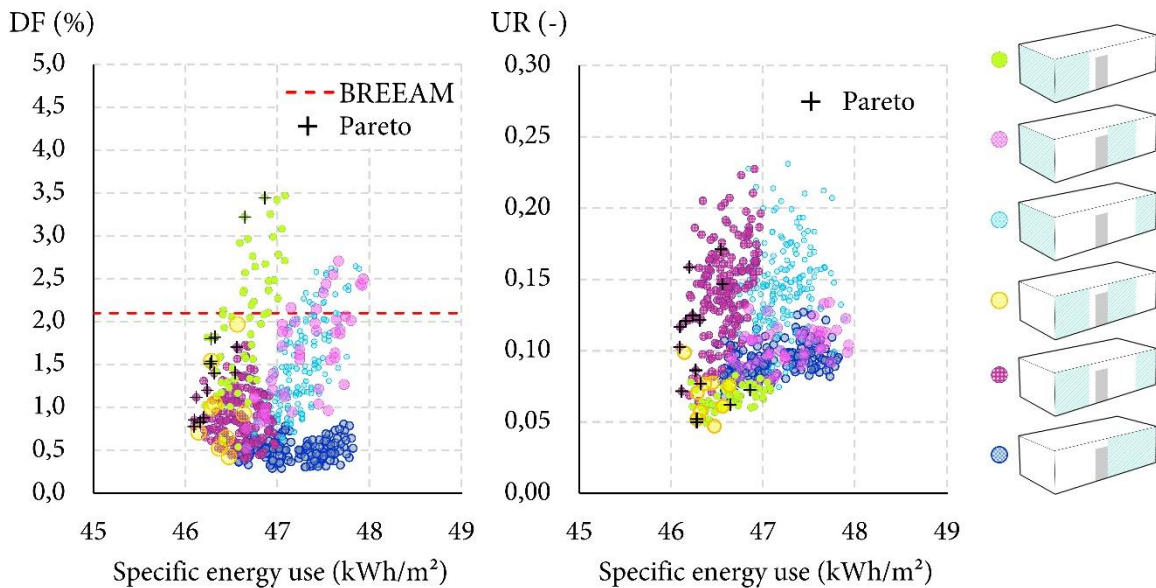 DF (%)
5,0
4,5
4,0
3,5
3,0
2,5
2,0
1,5
1,0
0,5
0,0
BREEAM
Pareto
45 46 47 48 49
Specific energy use (kWh/m²)
UR (-)
0,30
0,25
0,20
0,15
0,10
0,05
0,00
Pareto
45 46 47 48 49
Specific energy use (kWh/m²)